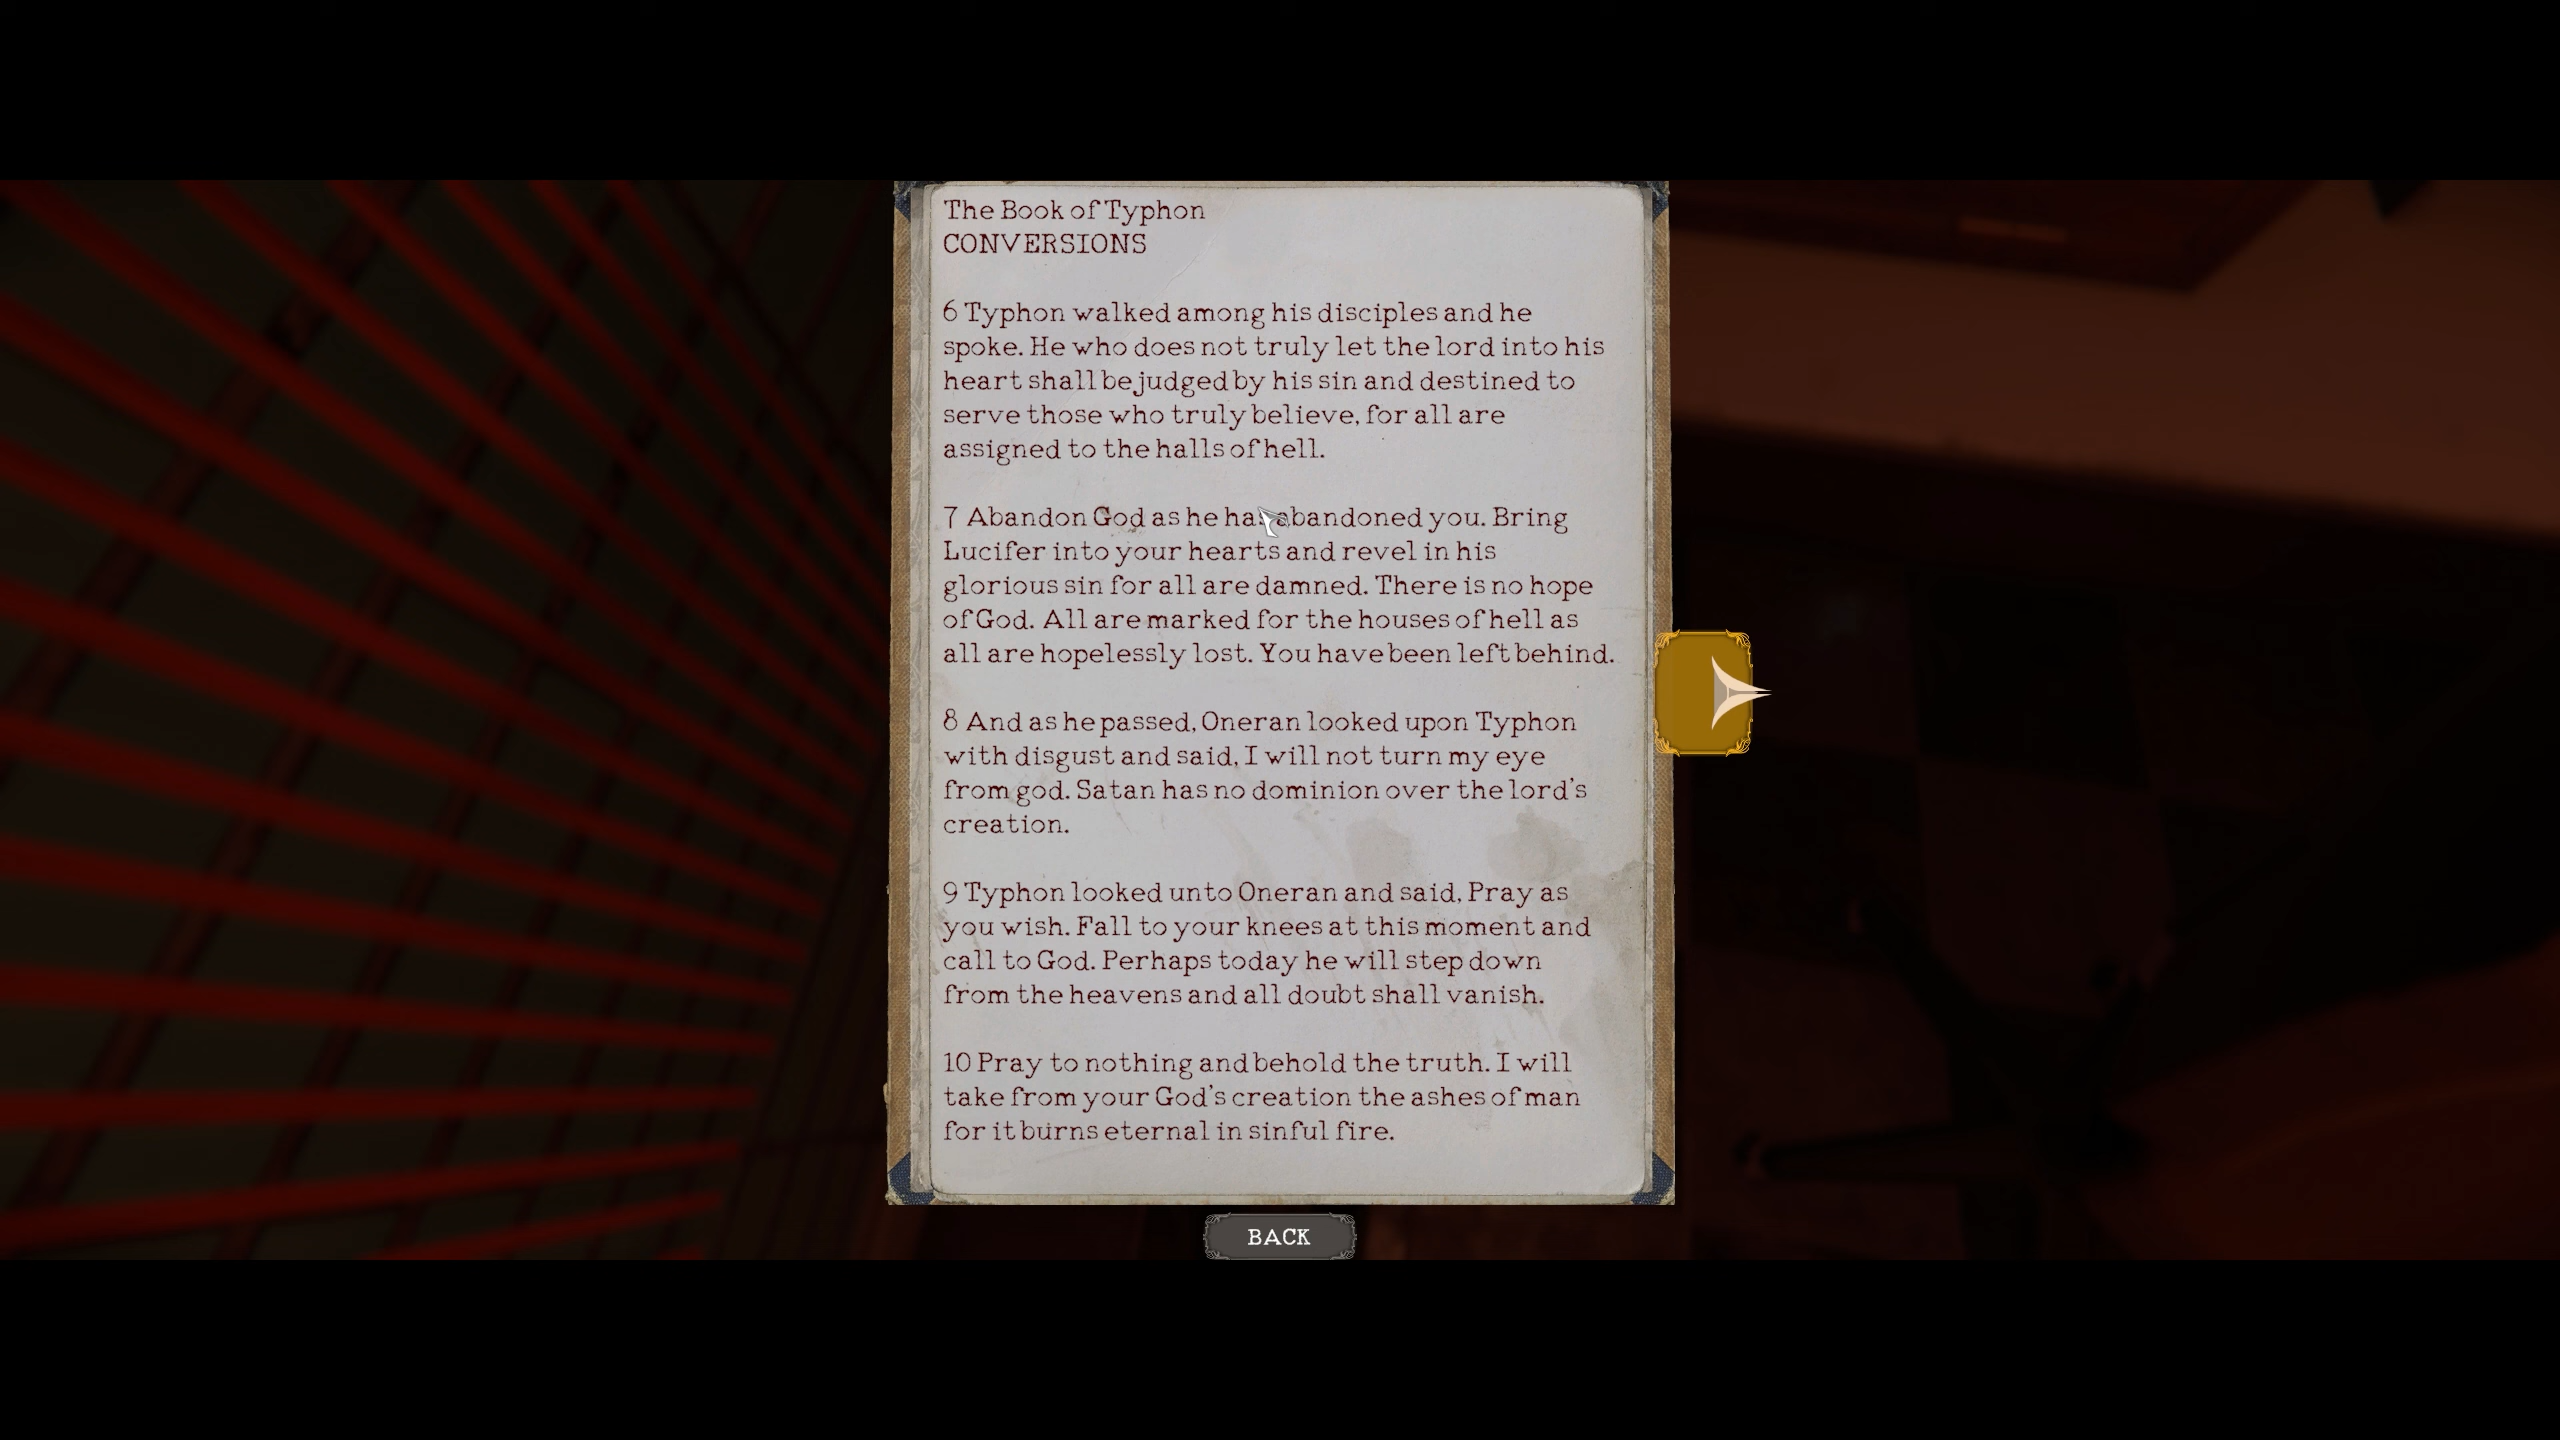 The Book of Typhon
CONVERSIONS
6 Typhon walked among his disciples and he
spoke. He who does not truly let the lord into his
heart shall be judged by his sin and destined to
serve those who truly believe, for all are
assigned to the halls of hell.
7 Abandon God as he has abandoned you. Bring
Lucifer into your hearts and revel in his
glorious sin for all are damned. There is no hope
of God. All are marked for the houses of hell as
all are hopelessly lost. You have been left behind.
8 And as he passed, Oneran looked upon Typhon
with disgust and said, I will not turn my eye
from god. Satan has no dominion over the lord's
creation.
9 Typhon looked unto Oneran and said, Pray as
you wish. Fall to your knees at this moment and
call to God. Perhaps today he will step down
from the heavens and all doubt shall vanish.
10 Pray to nothing and behold the truth. I will
take from your God's creation the ashes of man
for it burns eternal in sinful fire.
BACK